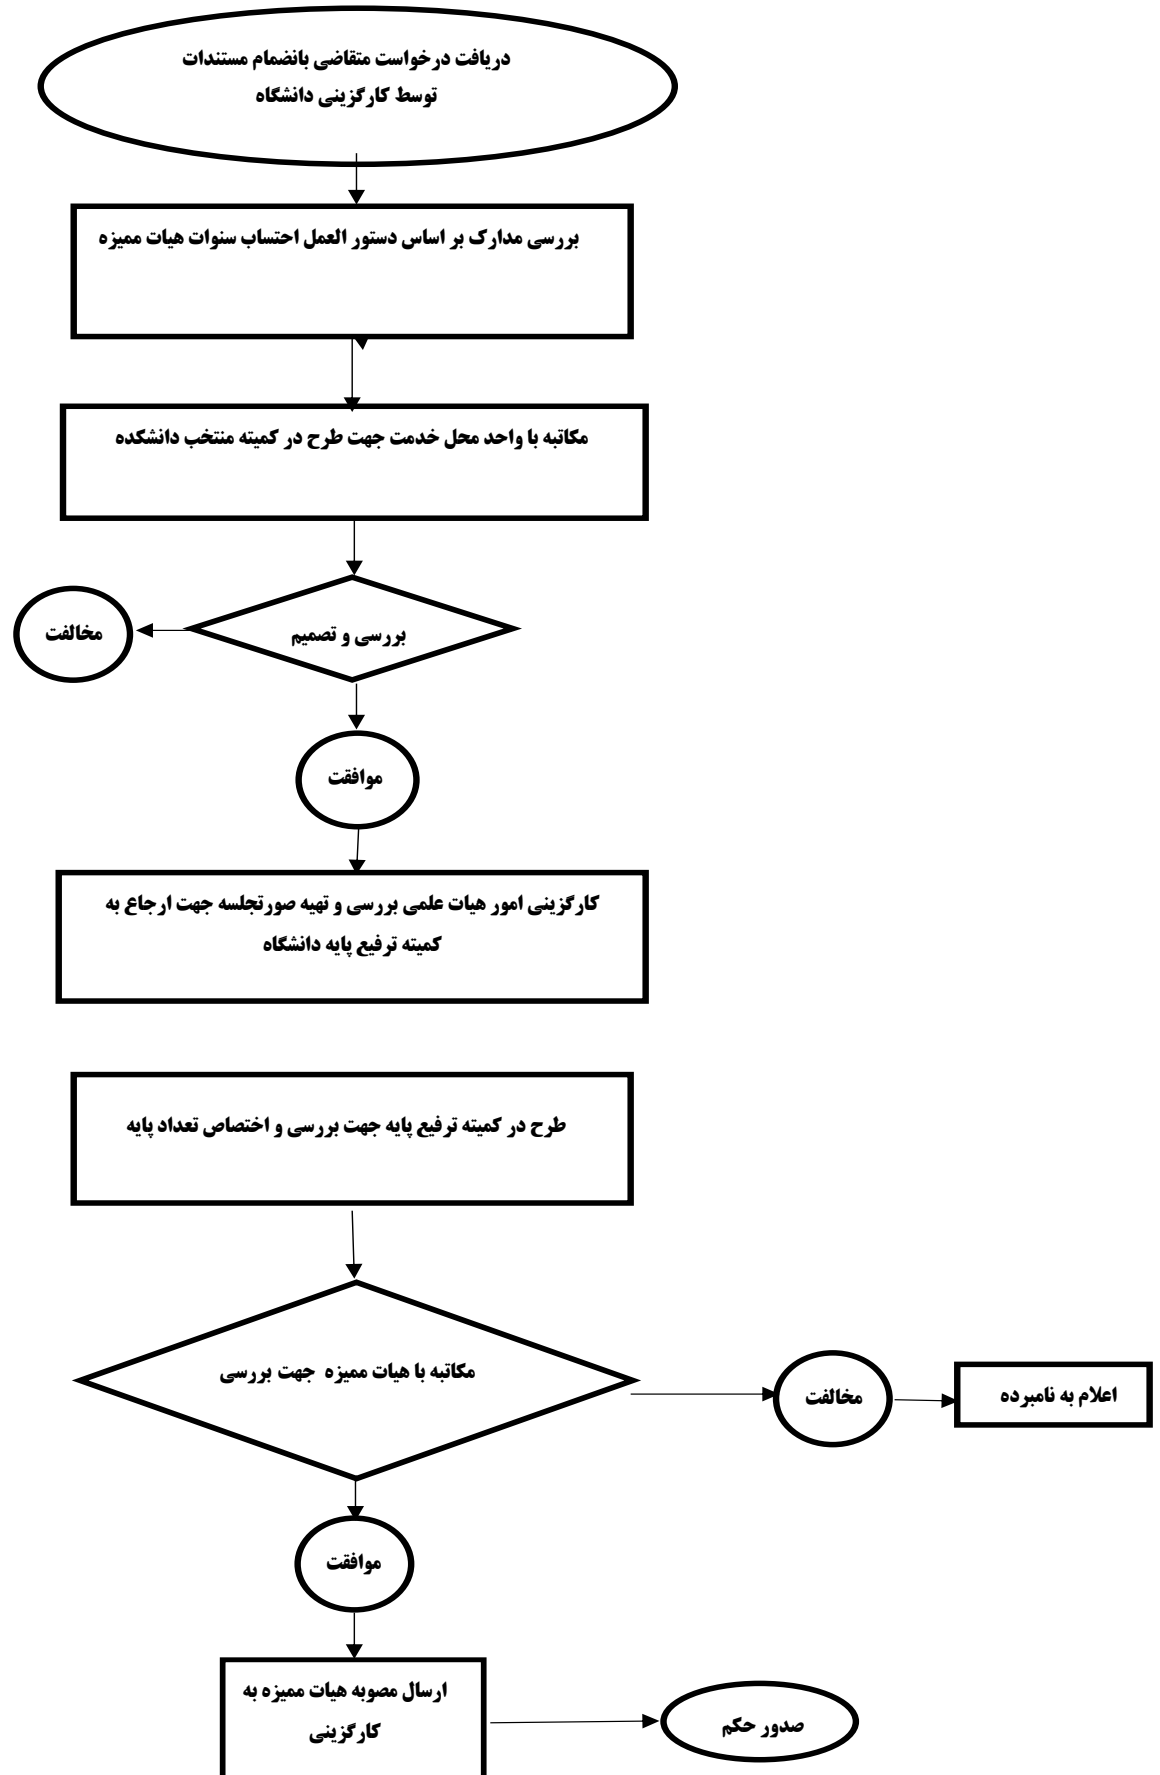 دریافت درخواست متقاضی بانضمام مستندات
توسط کارگزینی دانشگاه
بررسی مدارک بر اساس دستور العمل احتساب سنوات هیات ممیزه
مکاتبه با واحد محل خدمت جهت طرح در کمیته منتخب دانشکده
بررسی و تصمیم
مخالفت
موافقت
کارگزینی امور هیات علمی بررسی و تهیه صورتجلسه جهت ارجاع به
کمیته ترفیع پایه دانشگاه
طرح در کمیته ترفیع پایه جهت بررسی و اختصاص تعداد پایه
مکاتبه با هیات ممیزه جهت بررسی
مخالفت
اعلام به نامبرده
موافقت
ارسال مصوبه هیات ممیزه به
کارگزینی
صدور حکم